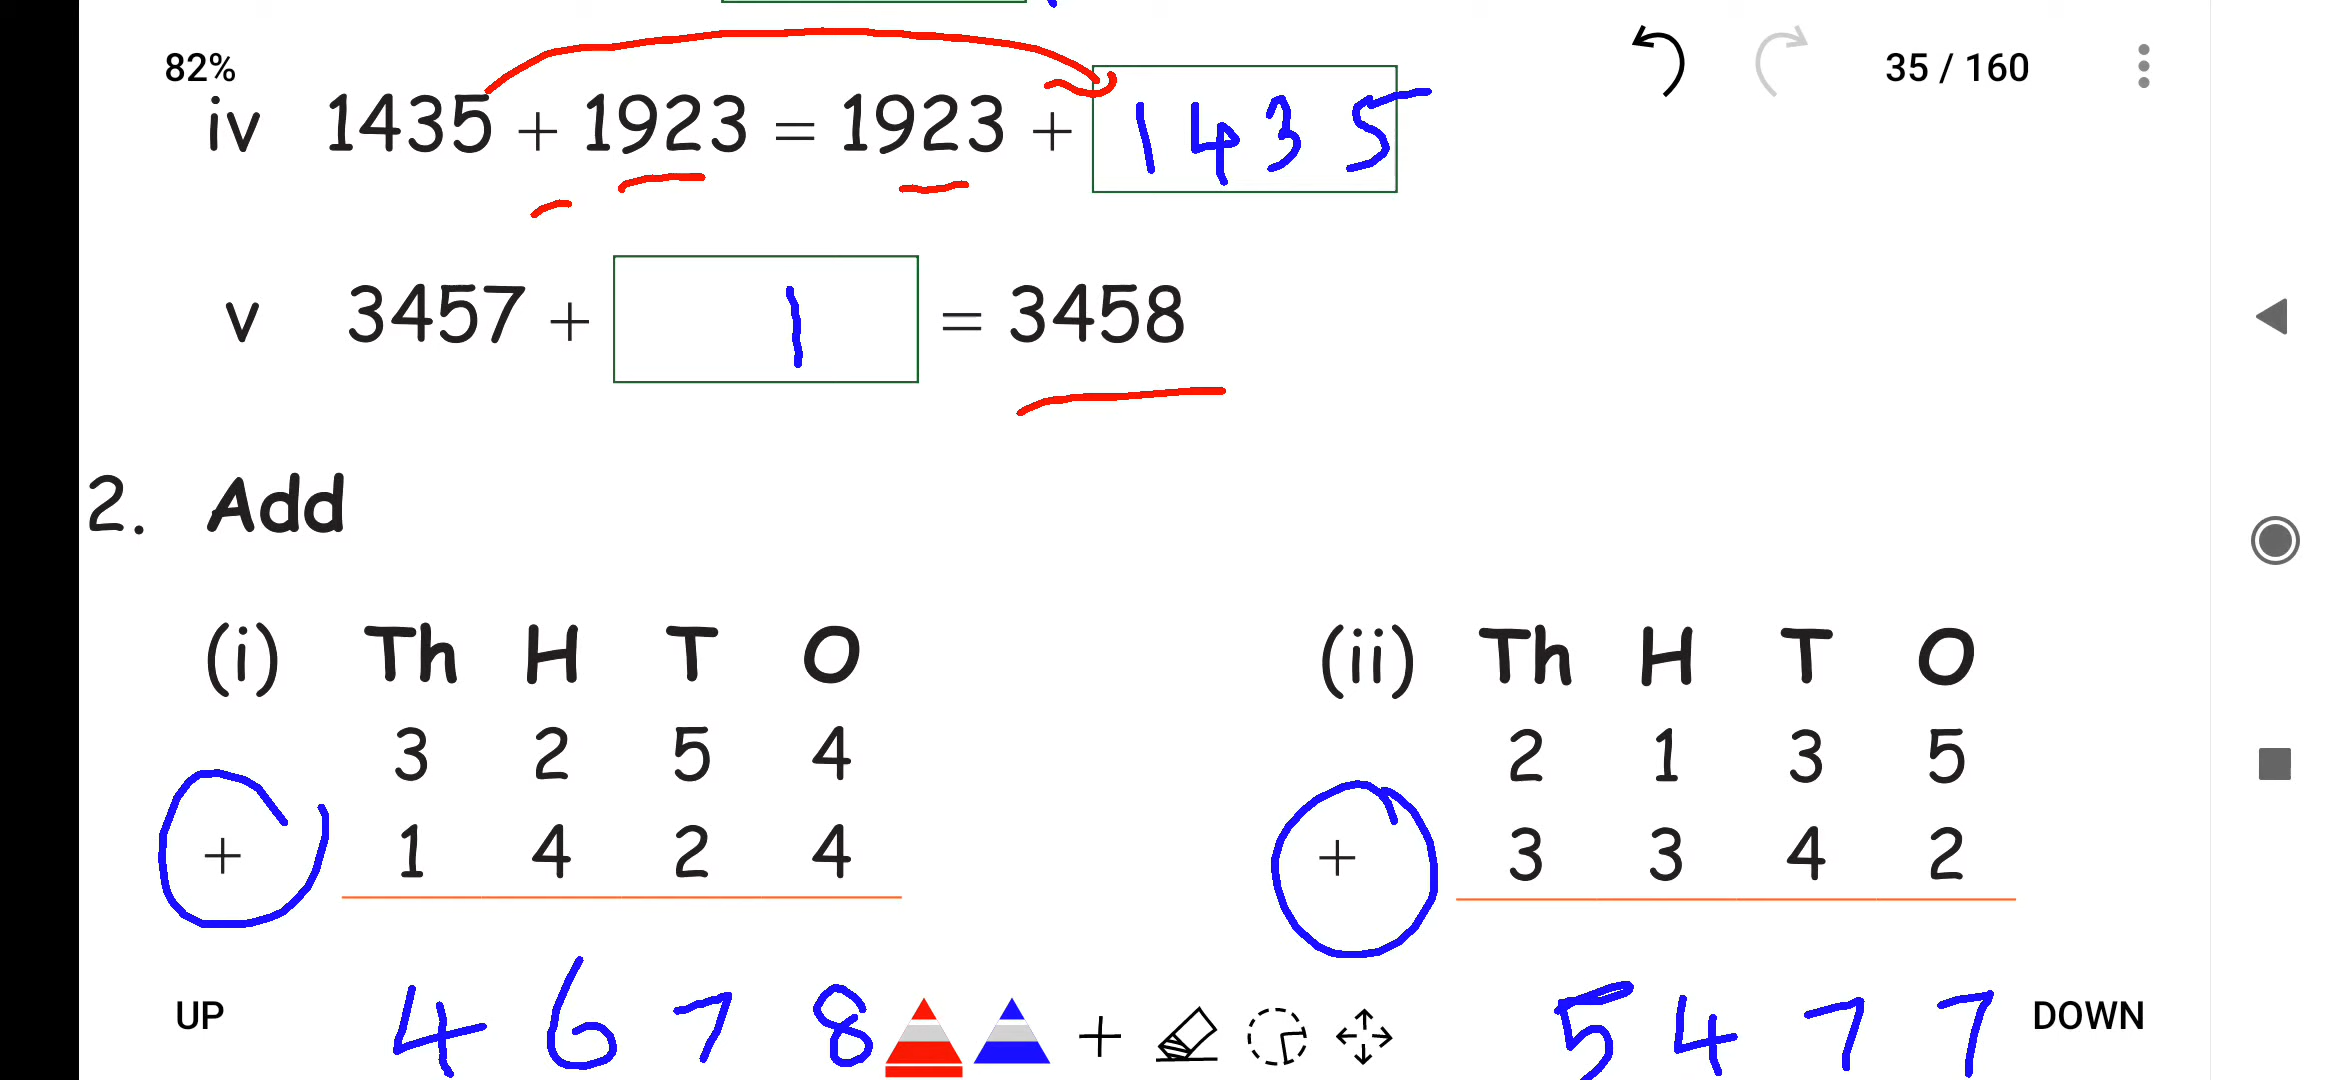 82%
35 / 160
iv 1435 + 1923 = 1923 + 1435
v 3457 + 1 = 3458
2. Add
(i) Th H T O
3 2 5 4
+ 1 4 2 4
4 6 7 8
(ii) Th H T O
2 1 3 5
+ 3 3 4 2
5 4 7 7
UP
DOWN